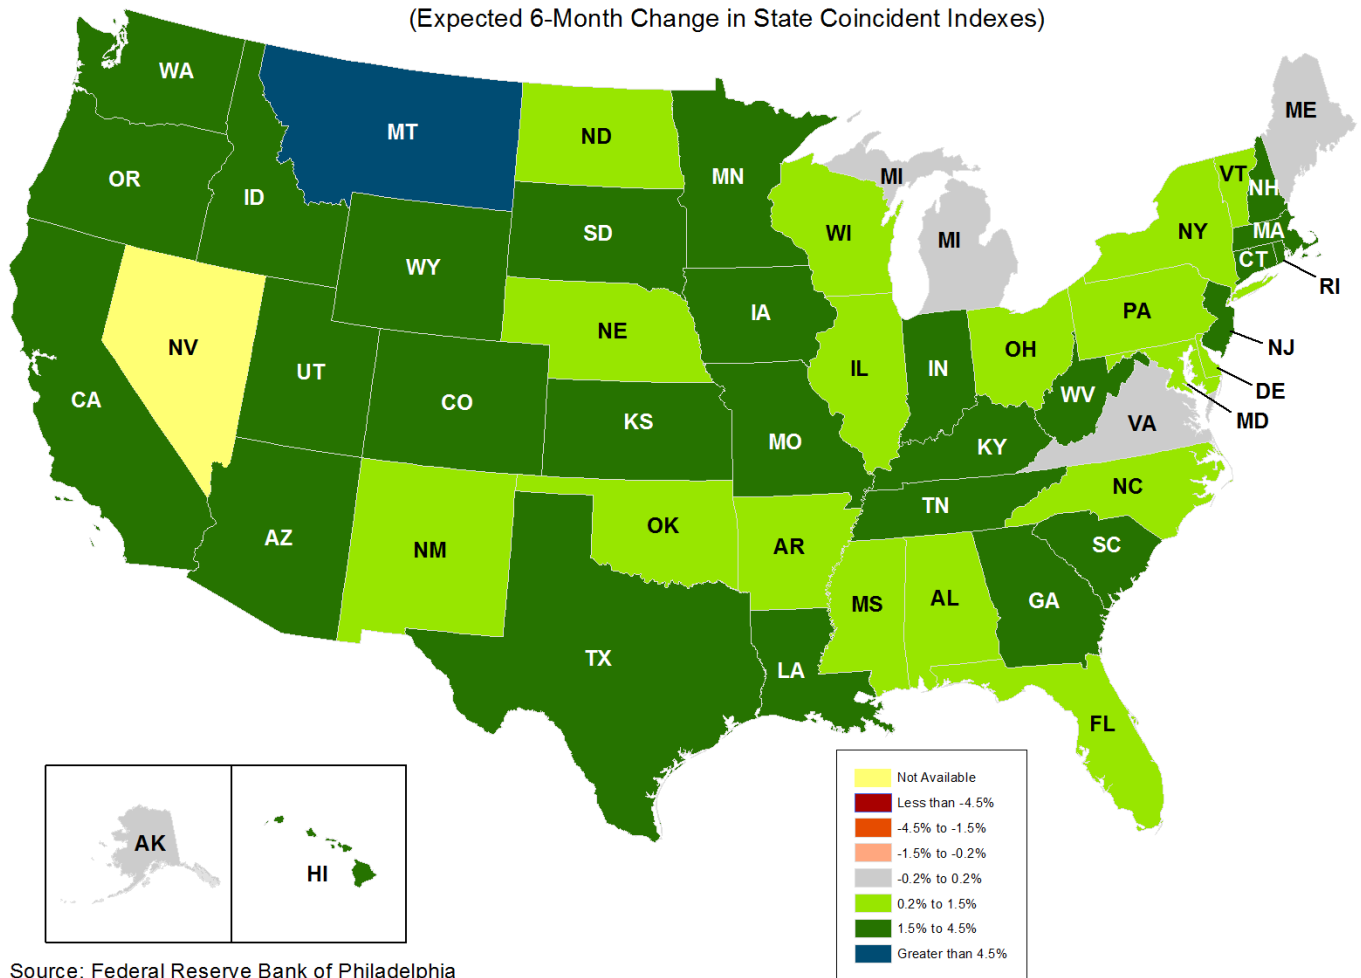 (Expected 6-Month Change in State Coincident Indexes)
WA
MT
ND
MN
ME
OR
ID
MI
VT
NH
SD
WI
MI
NY
MA
WY
CT
RI
IA
NE
PA
NV
OH
NJ
UT
IL
IN
CA
CO
WV
DE
KS
MD
MO
VA
KY
NC
TN
AZ
OK
NM
AR
SC
MS
AL
GA
TX
LA
FL
AK
HI
Not Available
Less than -4.5%
-4.5% to -1.5%
-1.5% to -0.2%
-0.2% to 0.2%
0.2% to 1.5%
1.5% to 4.5%
Greater than 4.5%
Source: Federal Reserve Bank of Philadelphia